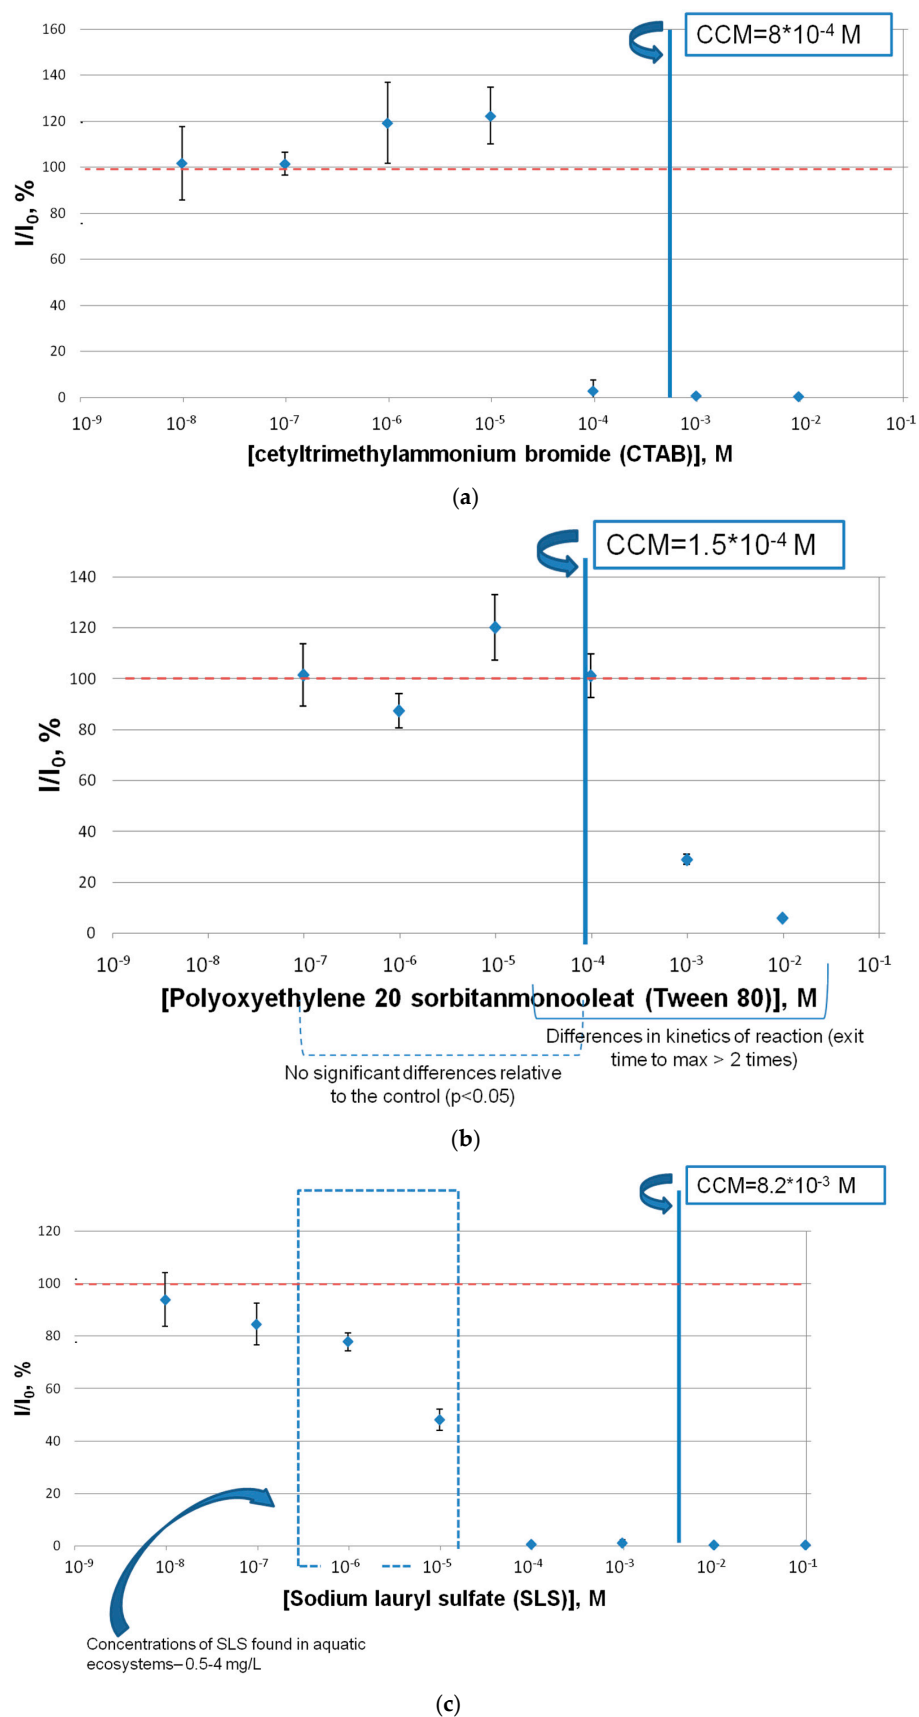 CCM=8*10-4 M
160
140
120
100
80
60
40
20
0
I/I0, %
10-9 10-8 10-7 10-6 10-5 10-4 10-3 10-2 10-1
[cetyltrimethylammonium bromide (CTAB)], M
(a)
CCM=1.5*10-4 M
140
120
100
80
60
40
20
0
I/I0, %
10-9 10-8 10-7 10-6 10-5 10-4 10-3 10-2 10-1
[Polyoxyethylene 20 sorbitanmonooleat (Tween 80)], M
Differences in kinetics of reaction (exit
time to max > 2 times)
No significant differences relative
to the control (p<0.05)
(b)
CCM=8.2*10-3 M
120
100
80
60
40
20
0
I/I0, %
10-9 10-8 10-7 10-6 10-5 10-4 10-3 10-2 10-1
[Sodium lauryl sulfate (SLS)], M
Concentrations of SLS found in aquatic
ecosystems–0.5-4 mg/L
(c)